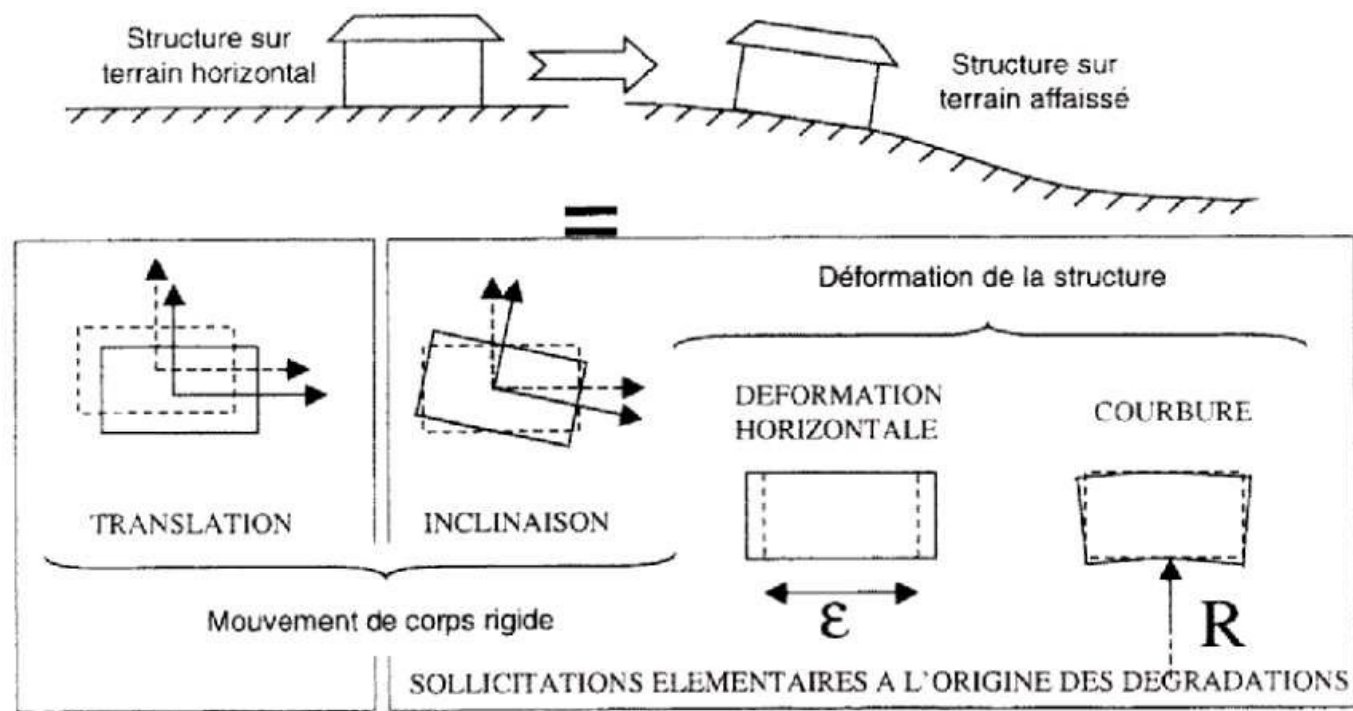 Structure sur
terrain horizontal
Structure sur
terrain affaissé
Déformation de la structure
DEFORMATION
HORIZONTALE
COURBURE
TRANSLATION
INCLINAISON
Mouvement de corps rigide
ε
R
SOLLICITATIONS ELEMENTAIRES A L'ORIGINE DES DEGRADATIONS